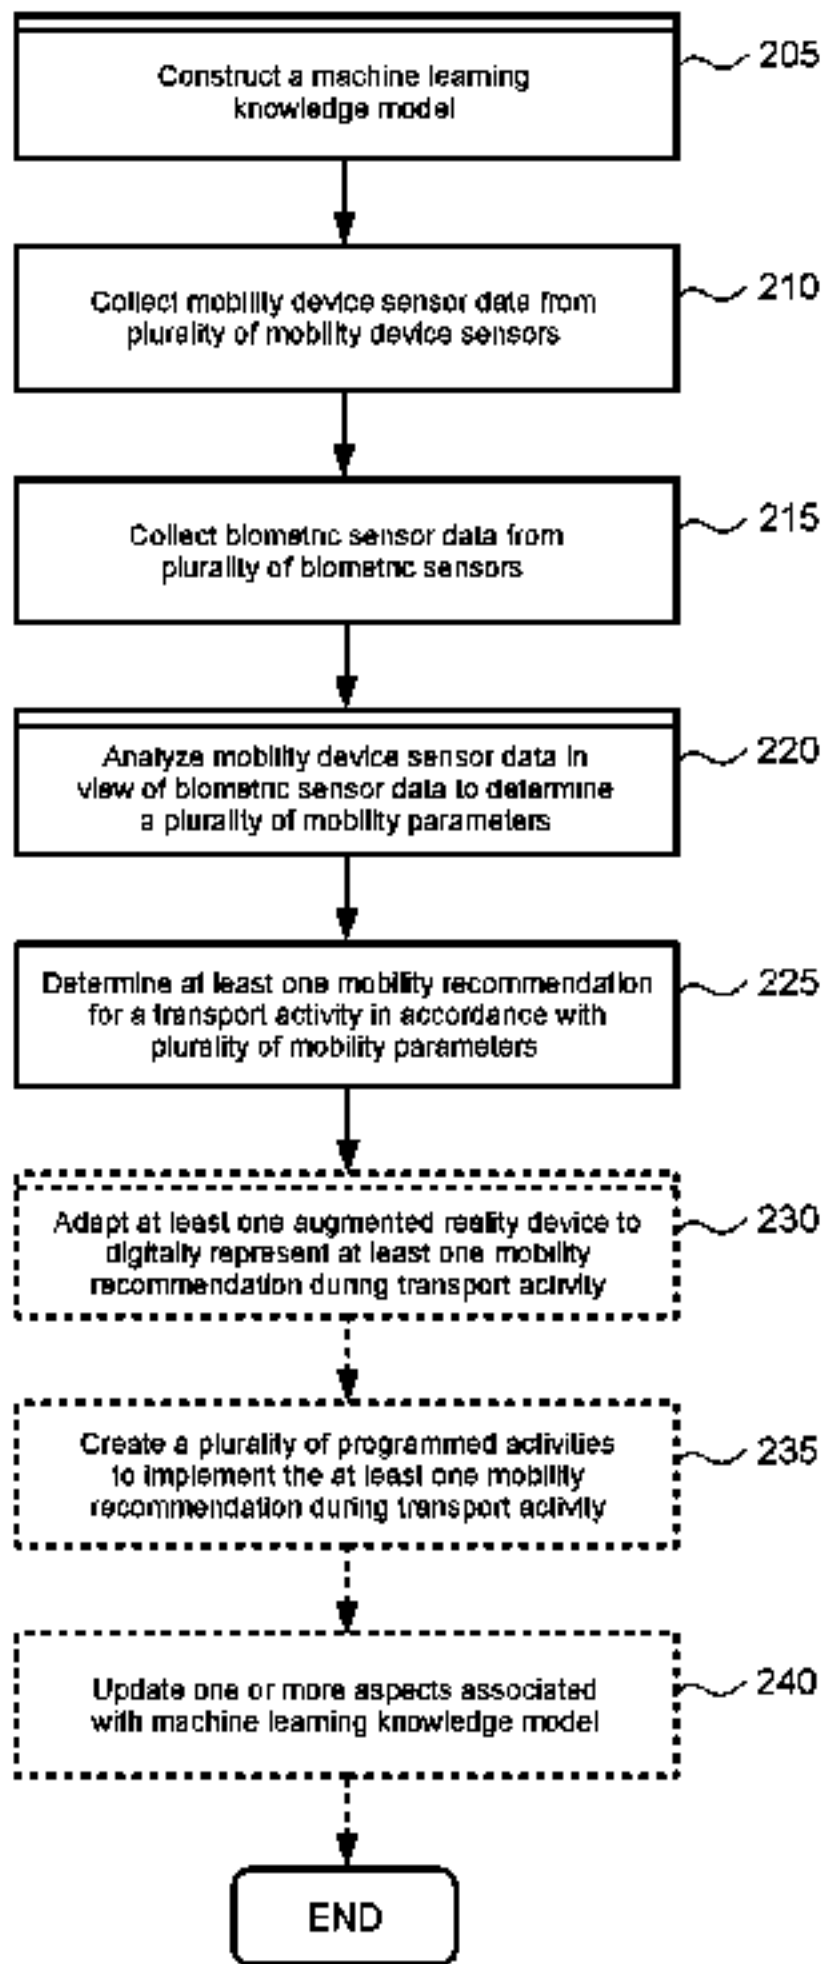 Construct a machine learning
knowledge model
205
Collect mobility device sensor data from
plurality of mobility device sensors
210
Collect biometric sensor data from
plurality of biometric sensors
215
Analyze mobility device sensor data in
view of biometric sensor data to determine
a plurality of mobility parameters
220
Determine at least one mobility recommendation
for a transport activity in accordance with
plurality of mobility parameters
225
Adapt at least one augmented reality device to
digitally represent at least one mobility
recommendation during transport activity
230
Create a plurality of programmed activities
to implement the at least one mobility
recommendation during transport activity
235
Update one or more aspects associated
with machine learning knowledge model
240
END